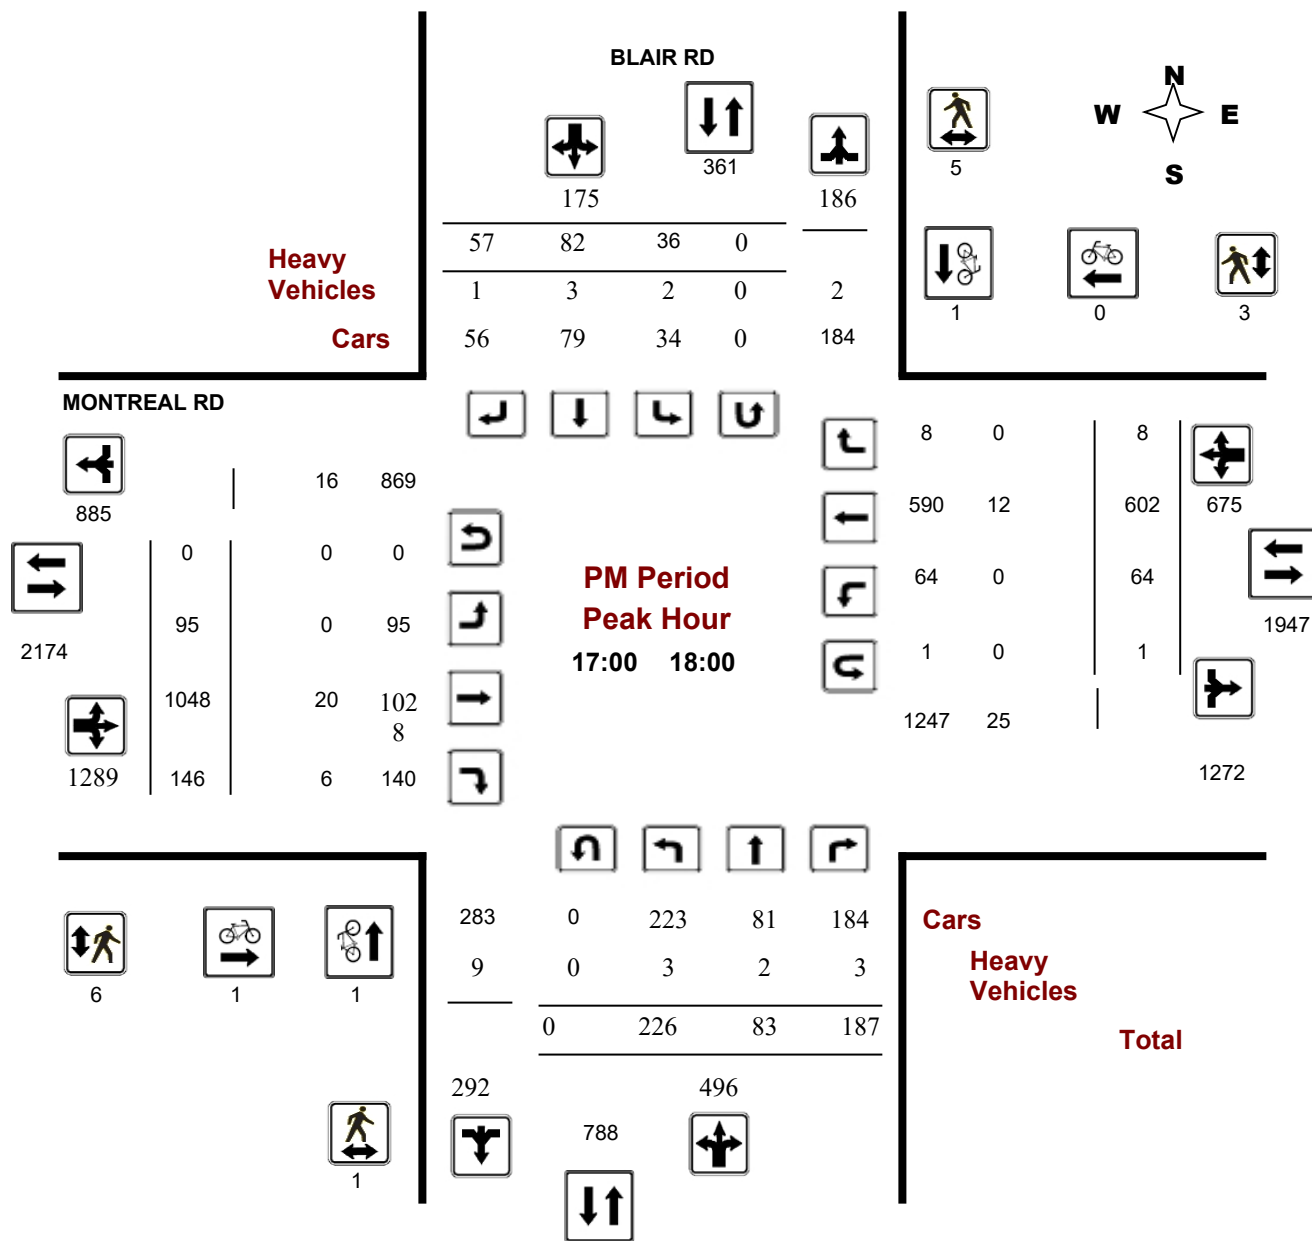 BLAIR RD
N
W E
S
361
5
175 186
57 82 36 0
Heavy
Vehicles
1 3 2 0 2
Cars
56 79 34 0 184
1 0 3
MONTREAL RD
8 0 8
16 869
885
590 12 602 675
0 0 0
PM Period
Peak Hour
17:00 18:00
64 0 64
95 0 95
1947
2174
1 0 1
1048 20 102
8
1247 25
1289 146 6 140
1272
283 0 223 81 184
Cars
9 0 3 2 3
Heavy
Vehicles
6 1 1
0 226 83 187
Total
292 496
788
1